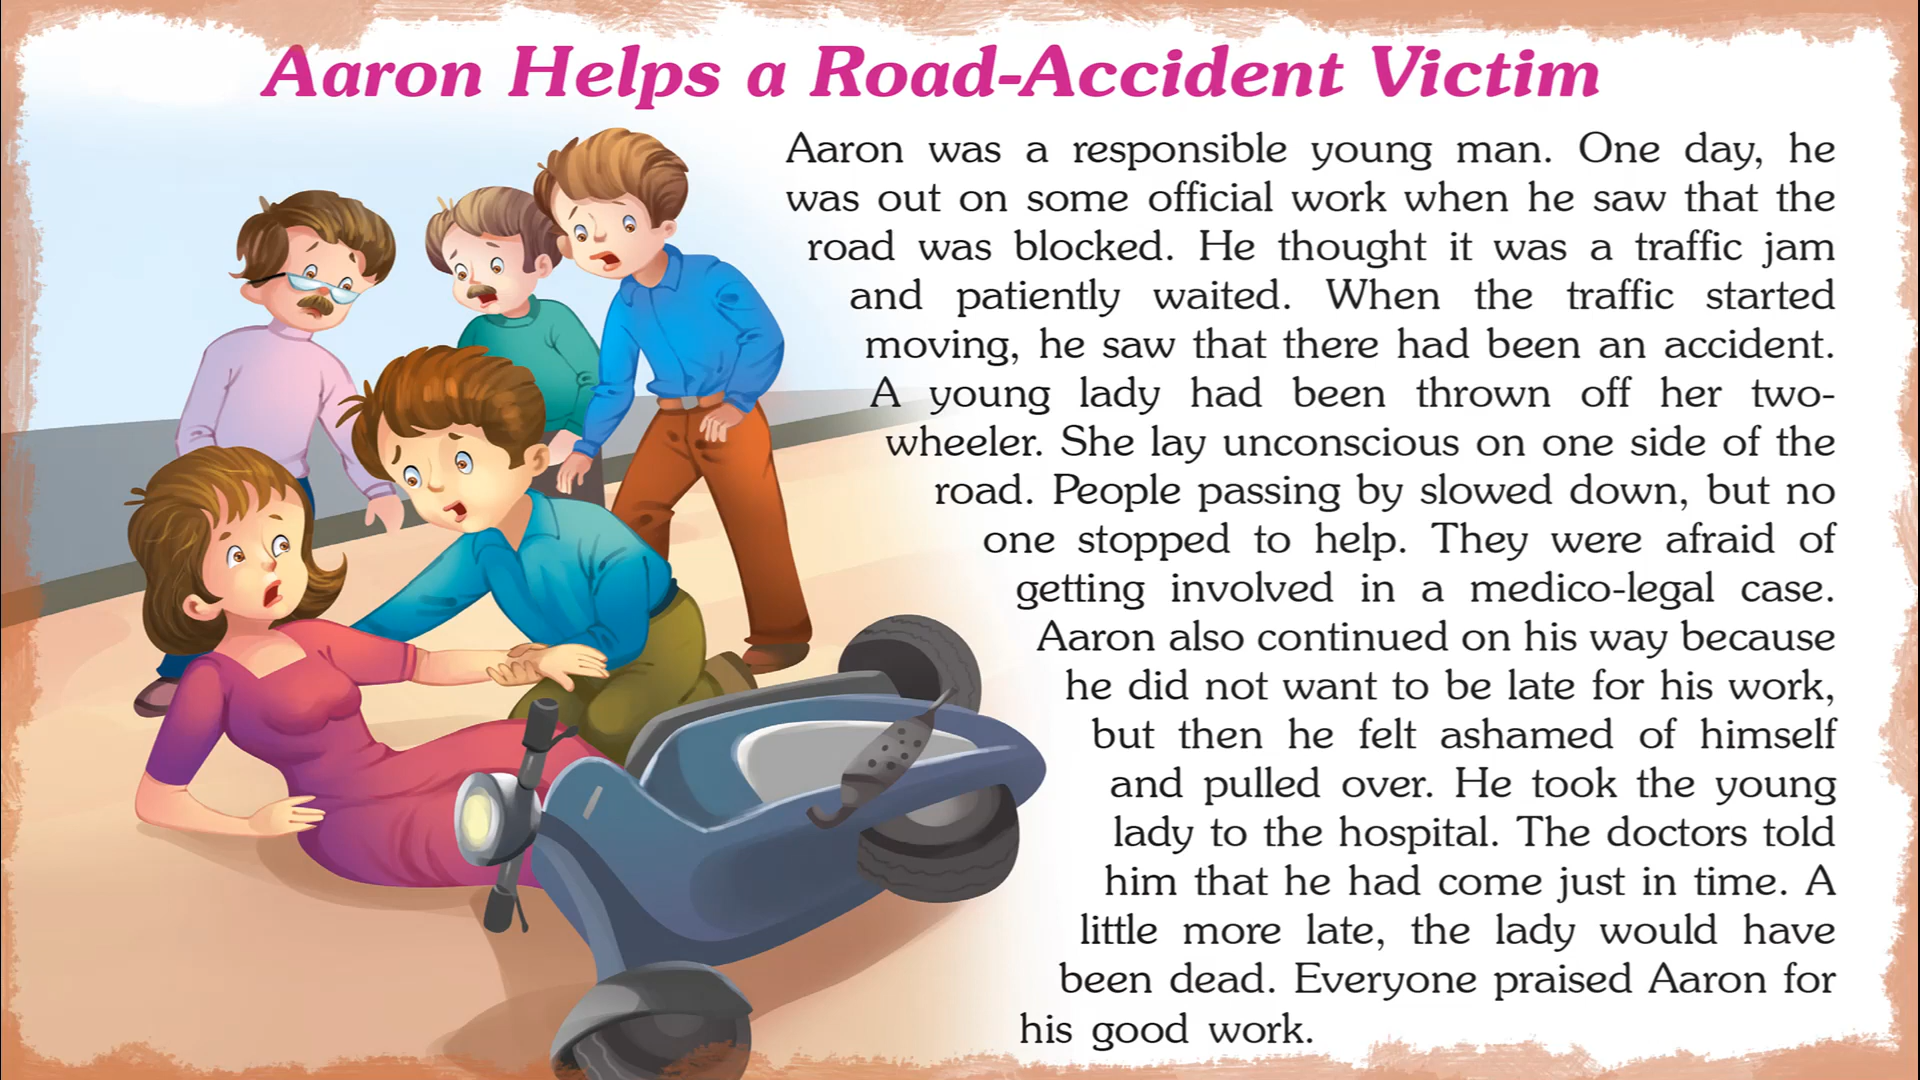 Aaron Helps a Road-Accident Victim
Aaron was a responsible young man. One day, he
was out on some official work when he saw that the
road was blocked. He thought it was a traffic jam
and patiently waited. When the traffic started
moving, he saw that there had been an accident.
A young lady had been thrown off her two-
wheeler. She lay unconscious on one side of the
road. People passing by slowed down, but no
one stopped to help. They were afraid of
getting involved in a medico-legal case.
Aaron also continued on his way because
he did not want to be late for his work,
but then he felt ashamed of himself
and pulled over. He took the young
lady to the hospital. The doctors told
him that he had come just in time. A
little more late, the lady would have
been dead. Everyone praised Aaron for
his good work.